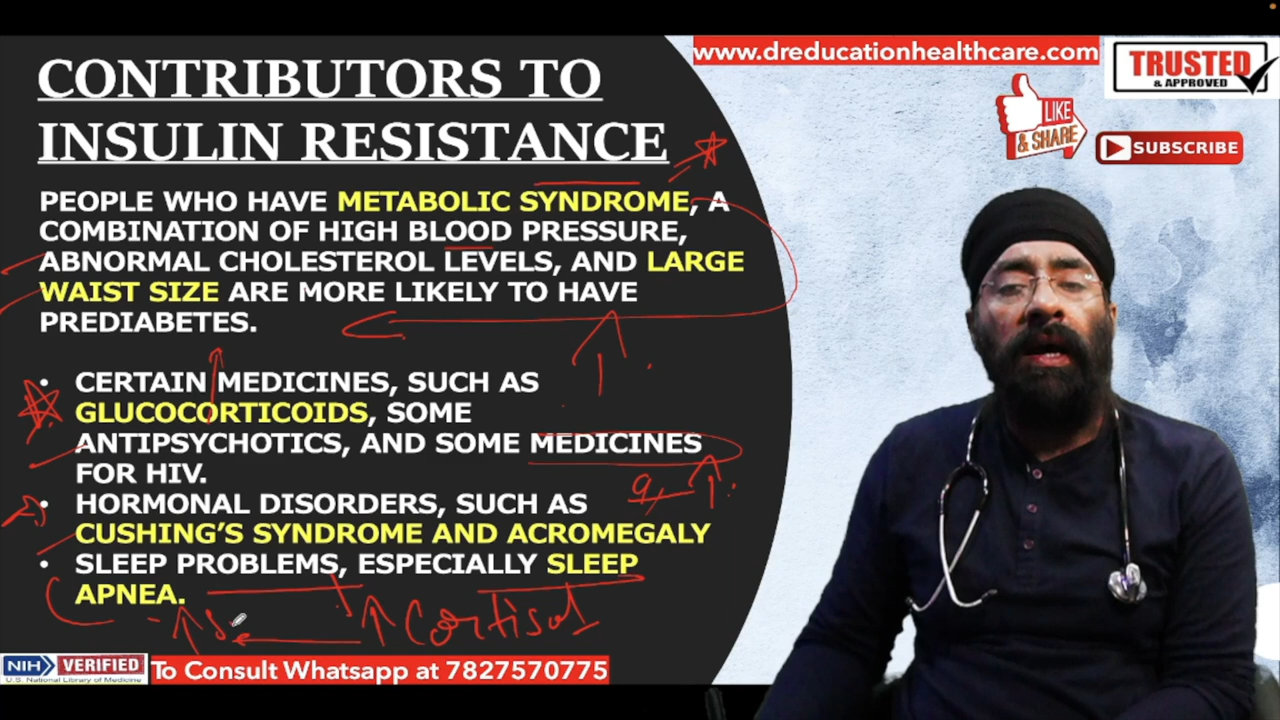 www.dreducationhealthcare.com
TRUSTED
& APPROVED
LIKE
& SHARE
SUBSCRIBE
CONTRIBUTORS TO
INSULIN RESISTANCE
PEOPLE WHO HAVE METABOLIC SYNDROME, A
COMBINATION OF HIGH BLOOD PRESSURE,
ABNORMAL CHOLESTEROL LEVELS, AND LARGE
WAIST SIZE ARE MORE LIKELY TO HAVE
PREDIABETES.
• CERTAIN MEDICINES, SUCH AS
GLUCOCORTICOIDS, SOME
ANTIPSYCHOTICS, AND SOME MEDICINES
FOR HIV.
• HORMONAL DISORDERS, SUCH AS
CUSHING'S SYNDROME AND ACROMEGALY
• SLEEP PROBLEMS, ESPECIALLY SLEEP
APNEA.
↑ Cortisol
NIH VERIFIED
U.S. National Library of Medicine
To Consult Whatsapp at 7827570775